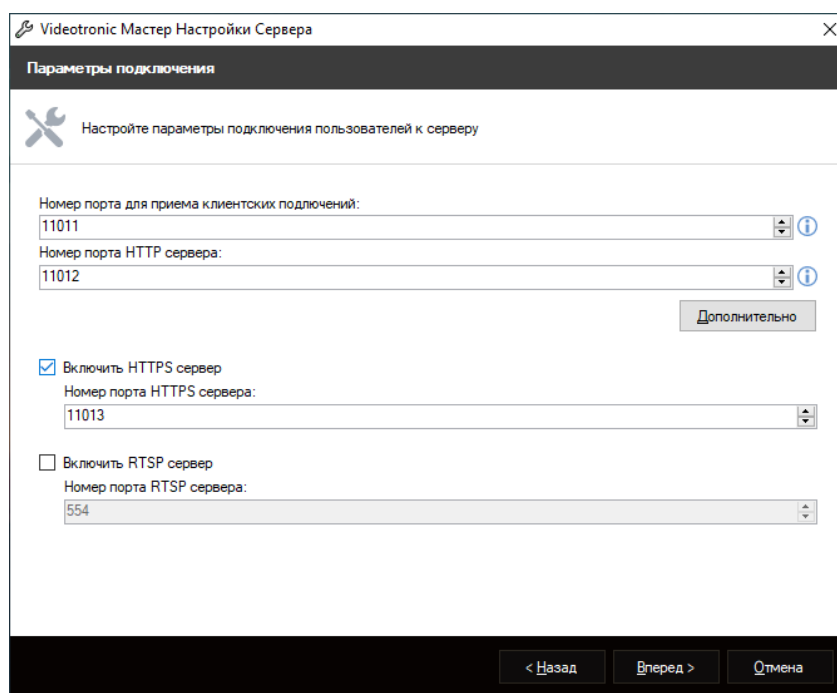 Videotronic Мастер Настройки Сервера
Параметры подключения
Настройте параметры подключения пользователей к серверу
Номер порта для приема клиентских подлючений:
11011
Номер порта HTTP сервера:
11012
Дополнительно
Включить HTTPS сервер
Номер порта HTTPS сервера:
11013
Включить RTSP сервер
Номер порта RTSP сервера:
554
< Назад Вперед > Отмена